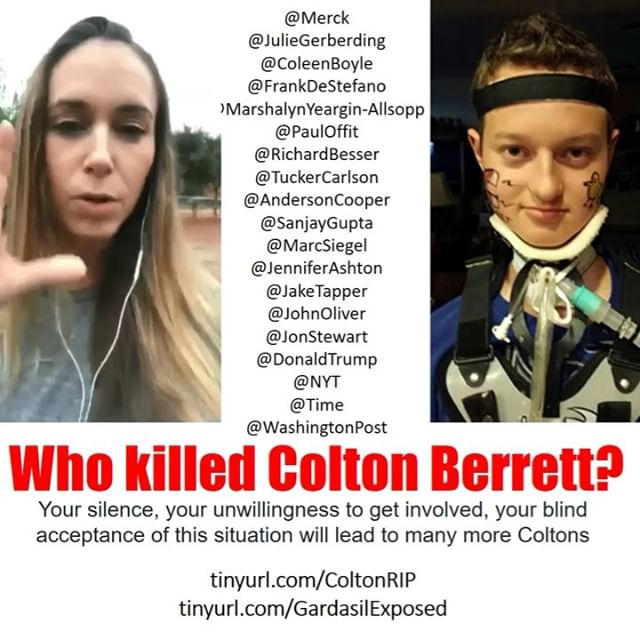 @Merck
@JulieGerberding
@ColeenBoyle
@FrankDeStefano
@MarshalynYeargin-Allsopp
@PaulOffit
@RichardBesser
@TuckerCarlson
@AndersonCooper
@SanjayGupta
@MarcSiegel
@JenniferAshton
@JakeTapper
@JohnOliver
@JonStewart
@DonaldTrump
@NYT
@Time
@WashingtonPost
Who killed Colton Berrett?
Your silence, your unwillingness to get involved, your blind
acceptance of this situation will lead to many more Coltons
tinyurl.com/ColtonRIP
tinyurl.com/GardasilExposed